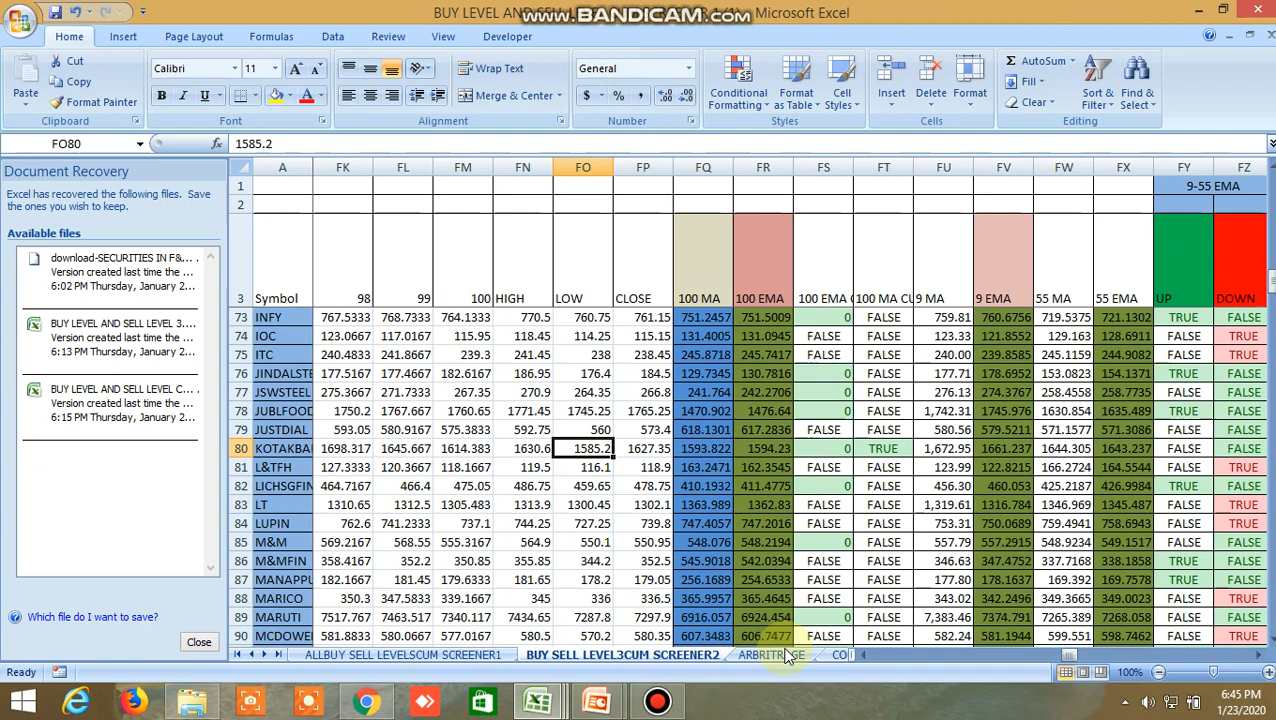 BUY LEVEL AND SELL LEVEL
www.BANDICAM.com
- Microsoft Excel
Home Insert Page Layout Formulas Data Review View Developer
Paste Cut Copy Format Painter Clipboard
Calibri 11 A A B I U A Font
Wrap Text Merge & Center Alignment
General $ % , Number
Conditional Formatting Format as Table Cell Styles Styles
Insert Delete Format Cells
Σ AutoSum Fill Clear Sort & Filter Find & Select Editing
FO80 fx 1585.2
Document Recovery
Excel has recovered the following files. Save
the ones you wish to keep.
Available files
download-SECURITIES IN F&...
Version created last time the ...
6:02 PM Thursday, January 2...
BUY LEVEL AND SELL LEVEL 3....
Version created last time the ...
6:13 PM Thursday, January 2...
BUY LEVEL AND SELL LEVEL C...
Version created last time the ...
6:15 PM Thursday, January 2...
Which file do I want to save?
Close
A FK FL FM FN FO FP FQ FR FS FT FU FV FW FX FY FZ
1 9-55 EMA
2
3 Symbol 98 99 100 HIGH LOW CLOSE 100 MA 100 EMA 100 EMA C 100 MA CU 9 MA 9 EMA 55 MA 55 EMA UP DOWN
73 INFY 767.5333 768.7333 764.1333 770.5 760.75 761.15 751.2457 751.5009 0 FALSE 759.81 760.6756 719.5375 721.1302 TRUE FALSE
74 IOC 123.0667 117.0167 115.95 118.45 114.25 115.15 131.4005 131.0945 FALSE FALSE 123.33 121.8552 129.163 128.6911 FALSE TRUE
75 ITC 240.4833 241.8667 239.3 241.45 238 238.45 245.8718 245.7417 FALSE FALSE 240.00 239.8585 245.1159 244.9082 FALSE TRUE
76 JINDALSTE 177.5167 177.4667 182.6167 186.95 176.4 184.5 129.7345 130.7816 0 FALSE 177.31 178.6952 153.0823 154.1371 TRUE FALSE
77 JSWSTEEL 275.3667 271.7333 267.35 270.9 264.35 266.8 241.764 242.2706 0 FALSE 276.37 274.3167 258.4558 260.7634 FALSE FALSE
78 JUBLFOOD 1750.2 1767.667 1760.65 1771.45 1745.25 1765.25 1470.902 1476.64 0 FALSE 1,742.31 1745.976 1630.854 1635.489 TRUE FALSE
79 JUSTDIAL 593.05 580.9167 573.3833 592.75 560 573.4 618.1301 617.2836 FALSE FALSE 580.56 579.5211 571.1577 571.3086 FALSE FALSE
80 KOTAKBA 1698.317 1645.667 1614.383 1630.6 1585.2 1627.35 1593.822 1594.23 0 TRUE 1,672.95 1661.237 1644.305 1643.237 FALSE FALSE
81 L&TFH 127.3333 120.3667 118.1667 119.5 116.1 118.9 163.2471 162.3545 FALSE FALSE 123.99 122.8215 166.2724 164.5544 FALSE TRUE
82 LICHSGFIN 464.7167 466.4 475.05 486.75 459.65 478.75 410.1932 411.4775 0 FALSE 456.30 460.053 425.2157 426.9984 TRUE FALSE
83 LT 1310.65 1312.5 1305.483 1313.9 1300.45 1302.1 1363.989 1362.83 FALSE FALSE 1,319.61 1316.784 1346.969 1345.487 FALSE TRUE
84 LUPIN 762.6 741.2333 737.1 744.25 727.25 739.8 747.4057 747.2016 FALSE FALSE 753.31 750.0689 759.4941 758.6943 FALSE TRUE
85 M&M 569.2167 568.55 555.3167 564.9 550.1 550.95 548.076 548.2194 0 FALSE 557.79 557.2915 548.9234 549.1517 FALSE FALSE
86 M&MFIN 358.4167 352.2 350.85 355.85 344.2 352.5 545.9018 542.0394 FALSE FALSE 346.63 347.4752 337.7168 338.1858 TRUE FALSE
87 MANAPPU 182.1667 181.45 179.6333 181.65 178.2 179.05 256.1689 254.6533 FALSE FALSE 177.80 178.1637 169.392 169.7578 TRUE FALSE
88 MARICO 350.3 347.5833 339.1667 345 336 336.5 365.9957 365.4645 FALSE FALSE 343.02 342.2496 349.3651 349.0023 FALSE TRUE
89 MARUTI 7517.767 7463.517 7340.167 7434.65 7287.8 7297.9 6916.057 6924.454 0 FALSE 7,383.46 7374.791 7265.389 7268.058 FALSE FALSE
90 MCDOWE 581.8833 580.0667 577.0167 580.5 570.2 580.35 607.3483 606.7477 FALSE FALSE 582.24 581.1944 599.551 598.7462 FALSE TRUE
ALLBUY SELL LEVELSCUM SCREENER1 BUY SELL LEVEL3CUM SCREENER2 ARBRITRAGE CO
Ready 100%
6:45 PM
1/23/2020